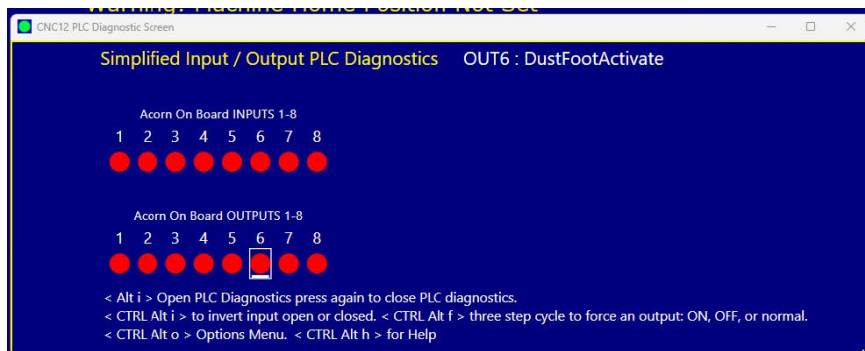 Warning: Machine Home Position Not Set
CNC12 PLC Diagnostic Screen
Simplified Input / Output PLC Diagnostics OUT6 : DustFootActivate
Acorn On Board INPUTS 1-8
1 2 3 4 5 6 7 8
Acorn On Board OUTPUTS 1-8
1 2 3 4 5 6 7 8
< Alt i > Open PLC Diagnostics press again to close PLC diagnostics.
< CTRL Alt i > to invert input open or closed. < CTRL Alt f > three step cycle to force an output: ON, OFF, or normal.
< CTRL Alt o > Options Menu. < CTRL Alt h > for Help